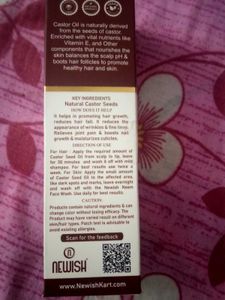 Castor Oil is naturally derived
from the seeds of castor.
Enriched with vital nutrients like
Vitamin E, and Other
components that nourishes the
skin balances the scalp pH &
boots hair follicles to promote
healthy hair and skin.
KEY INGREDIENTS
Natural Castor Seeds
HOW DOES IT HELP
It helps in promoting hair growth,
reduces hair fall. It reduces the
appearance of wrinkles & fine lines.
Relieves joint pain & boosts nail
growth & moisturizes cuticles.
DIRECTION OF USE
For Hair: Apply the required amount of
Castor Seed Oil from scalp to tip, leave
for 30 minutes and wash it off with mild
shampoo. For best results use twice a
week. For Skin: Apply the small amount
of Castor Seed Oil to the affected area,
like dark spots and marks, leave overnight
and wash off with the Newish Neem
Face Wash. Use daily for best results.
CAUTION
Products contain natural ingredients & can
change color without losing efficacy. The
Product may have varied result on different
skin/hair types. Patch test is advisable to
avoid existing allergies.
Scan for the feedback
n
NEWISH
www.NewishKart.com